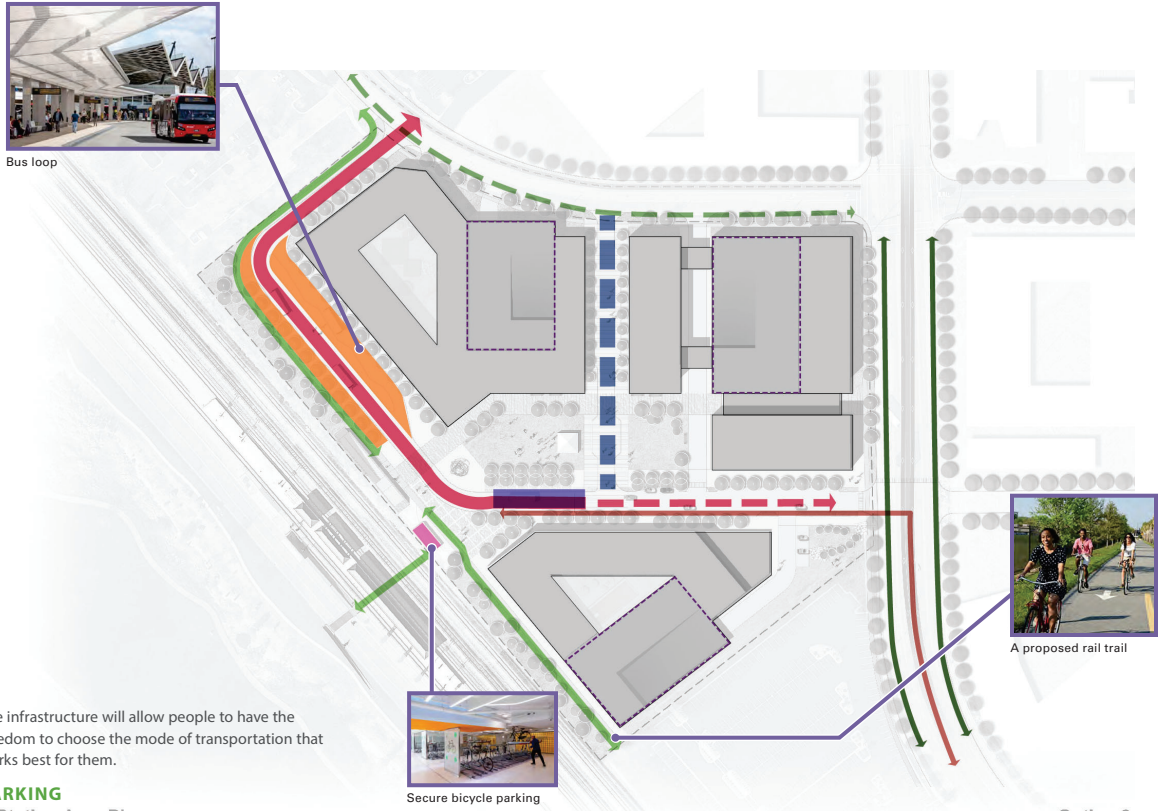 Bus loop
A proposed rail trail
e infrastructure will allow people to have the
edom to choose the mode of transportation that
rks best for them.
ARKING
Secure bicycle parking